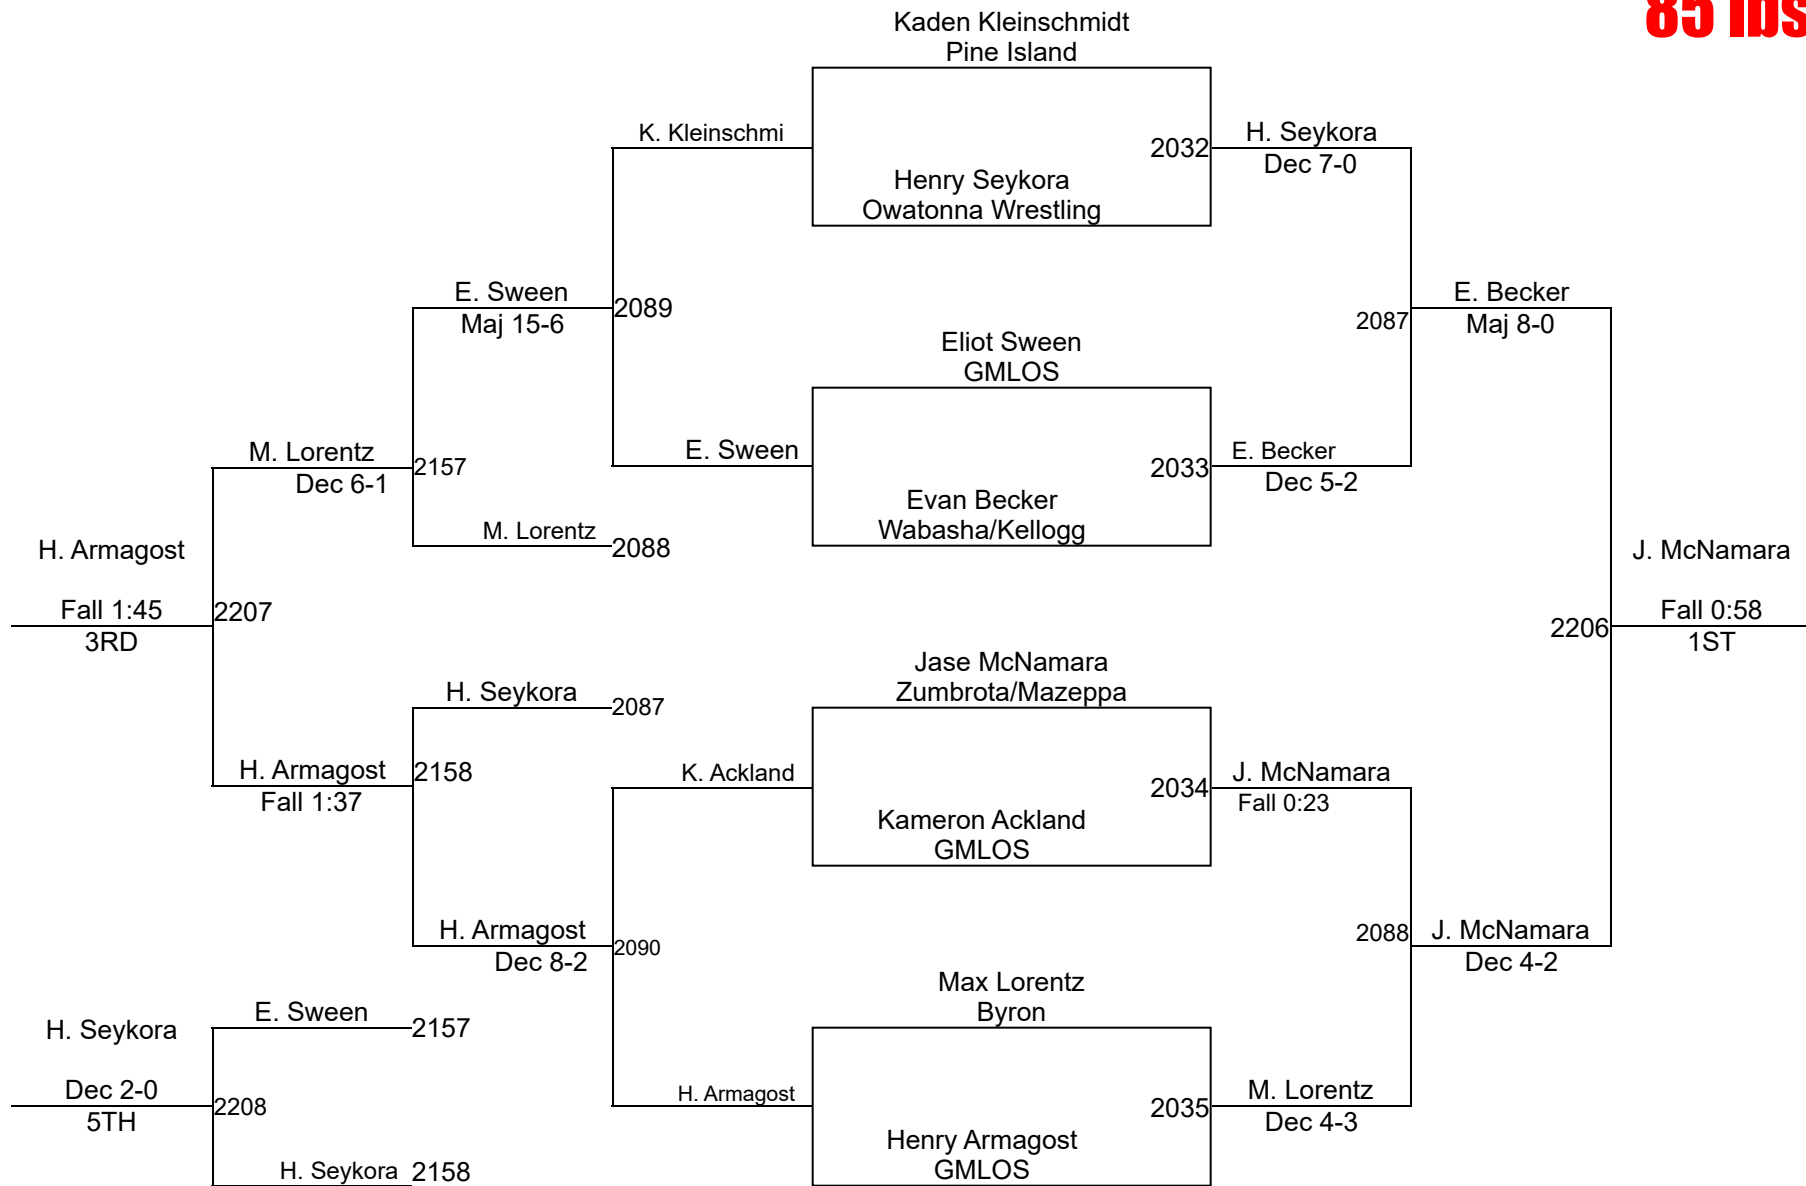 85 lbs
Kaden Kleinschmidt
Pine Island
K. Kleinschmi
2032
H. Seykora
Dec 7-0
Henry Seykora
Owatonna Wrestling
E. Sween
Maj 15-6
2089
2087
E. Becker
Maj 8-0
Eliot Sween
GMLOS
M. Lorentz
Dec 6-1
2157
E. Sween
2033
E. Becker
Dec 5-2
Evan Becker
Wabasha/Kellogg
M. Lorentz
2088
H. Armagost
Fall 1:45
3RD
2207
J. McNamara
2206
Fall 0:58
1ST
Jase McNamara
Zumbrota/Mazeppa
H. Seykora
2087
H. Armagost
Fall 1:37
2158
K. Ackland
2034
J. McNamara
Fall 0:23
Kameron Ackland
GMLOS
H. Armagost
Dec 8-2
2090
2088
J. McNamara
Dec 4-2
Max Lorentz
Byron
H. Seykora
E. Sween
2157
Dec 2-0
5TH
2208
H. Armagost
2035
M. Lorentz
Dec 4-3
Henry Armagost
GMLOS
H. Seykora
2158